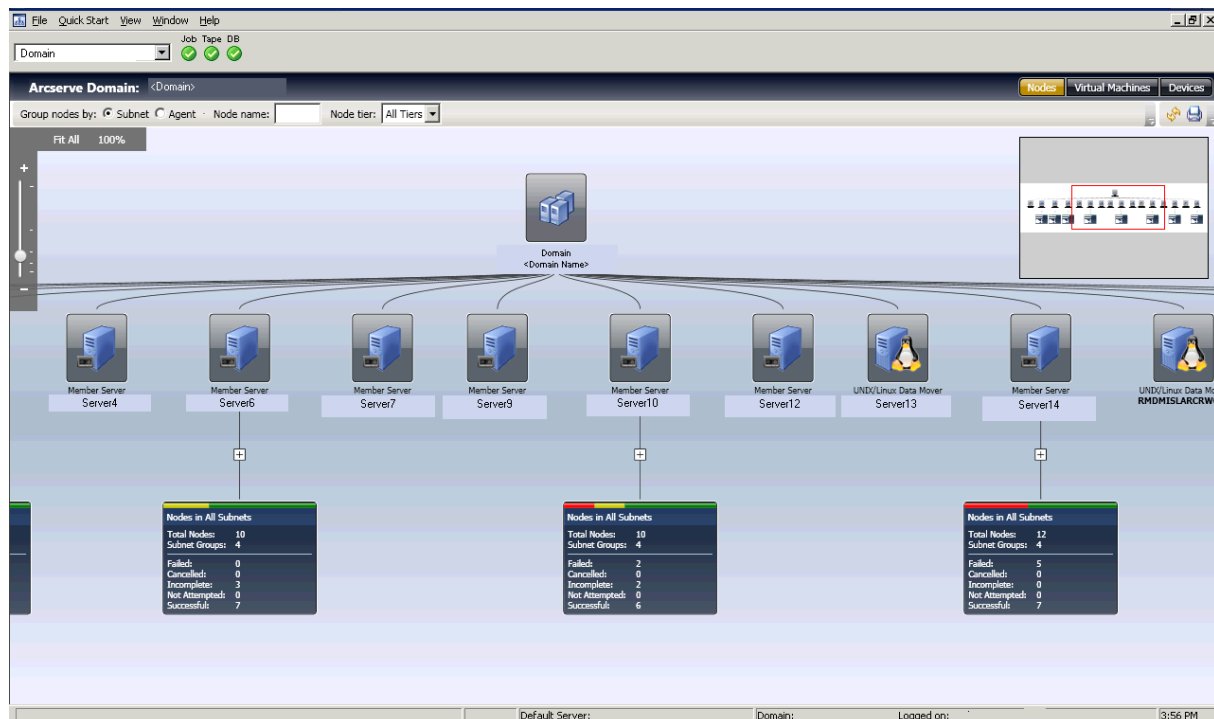 File Quick Start View Window Help
Job Tape DB
Domain
Arcserve Domain: <Domain> Nodes Virtual Machines Devices
Group nodes by: Subnet Agent Node name: Node tier: All Tiers
Fit All 100%
Domain
<Domain Name>
Member Server
Server4
Member Server
Server6
Member Server
Server7
Member Server
Server9
Member Server
Server10
Member Server
Server12
UNIX/Linux Data Mover
Server13
Member Server
Server14
UNIX/Linux Data Mo
RMDMISLARCRW
Nodes in All Subnets
Total Nodes: 10
Subnet Groups: 4
Failed: 0
Cancelled: 0
Incomplete: 3
Not Attempted: 0
Successful: 7
Nodes in All Subnets
Total Nodes: 10
Subnet Groups: 4
Failed: 2
Cancelled: 0
Incomplete: 2
Not Attempted: 0
Successful: 6
Nodes in All Subnets
Total Nodes: 12
Subnet Groups: 4
Failed: 5
Cancelled: 0
Incomplete: 0
Not Attempted: 0
Successful: 7
Default Server: Domain: Logged on: 3:56 PM